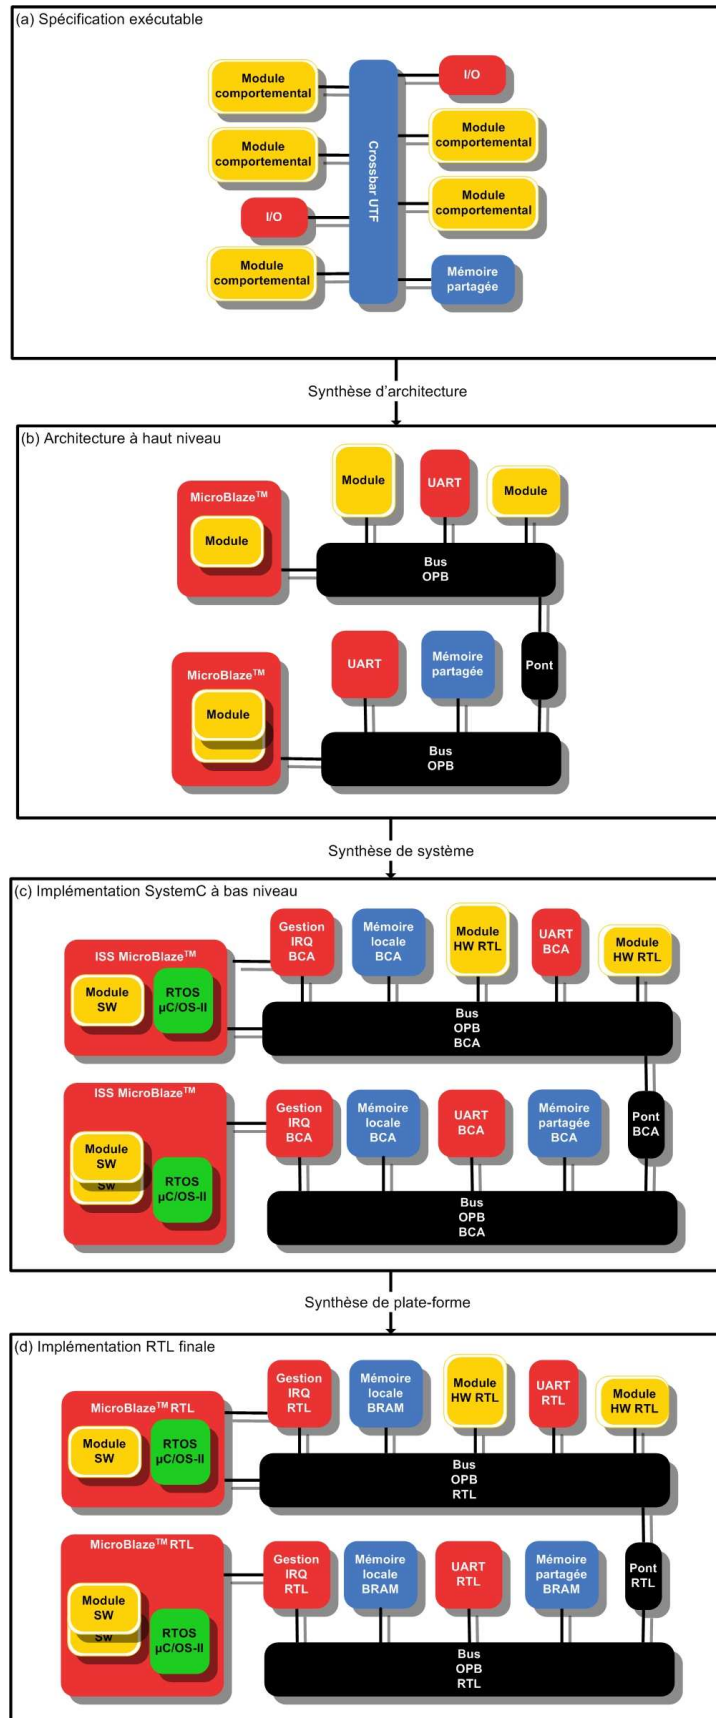 (a) Spécification exécutable
Module
comportemental
I/O
Module
comportemental
Module
comportemental
Crossbar UTF
Module
comportemental
I/O
Module
comportemental
Mémoire
partagée
Synthèse d'architecture
(b) Architecture à haut niveau
MicroBlaze™
Module
Module
UART
Module
Bus
OPB
MicroBlaze™
Module
UART
Mémoire
partagée
Pont
Bus
OPB
Synthèse de système
(c) Implémentation SystemC à bas niveau
ISS MicroBlaze™
Module
SW
RTOS
µC/OS-II
Gestion
IRQ
BCA
Mémoire
locale
BCA
Module
HW RTL
UART
BCA
Module
HW RTL
Bus
OPB
BCA
ISS MicroBlaze™
Module
SW
SW
RTOS
µC/OS-II
Gestion
IRQ
BCA
Mémoire
locale
BCA
UART
BCA
Mémoire
partagée
BCA
Pont
BCA
Bus
OPB
BCA
Synthèse de plate-forme
(d) Implémentation RTL finale
MicroBlaze™ RTL
Module
SW
RTOS
µC/OS-II
Gestion
IRQ
RTL
Mémoire
locale
BRAM
Module
HW RTL
UART
RTL
Module
HW RTL
Bus
OPB
RTL
MicroBlaze™ RTL
Module
SW
SW
RTOS
µC/OS-II
Gestion
IRQ
RTL
Mémoire
locale
BRAM
UART
RTL
Mémoire
partagée
BRAM
Pont
RTL
Bus
OPB
RTL